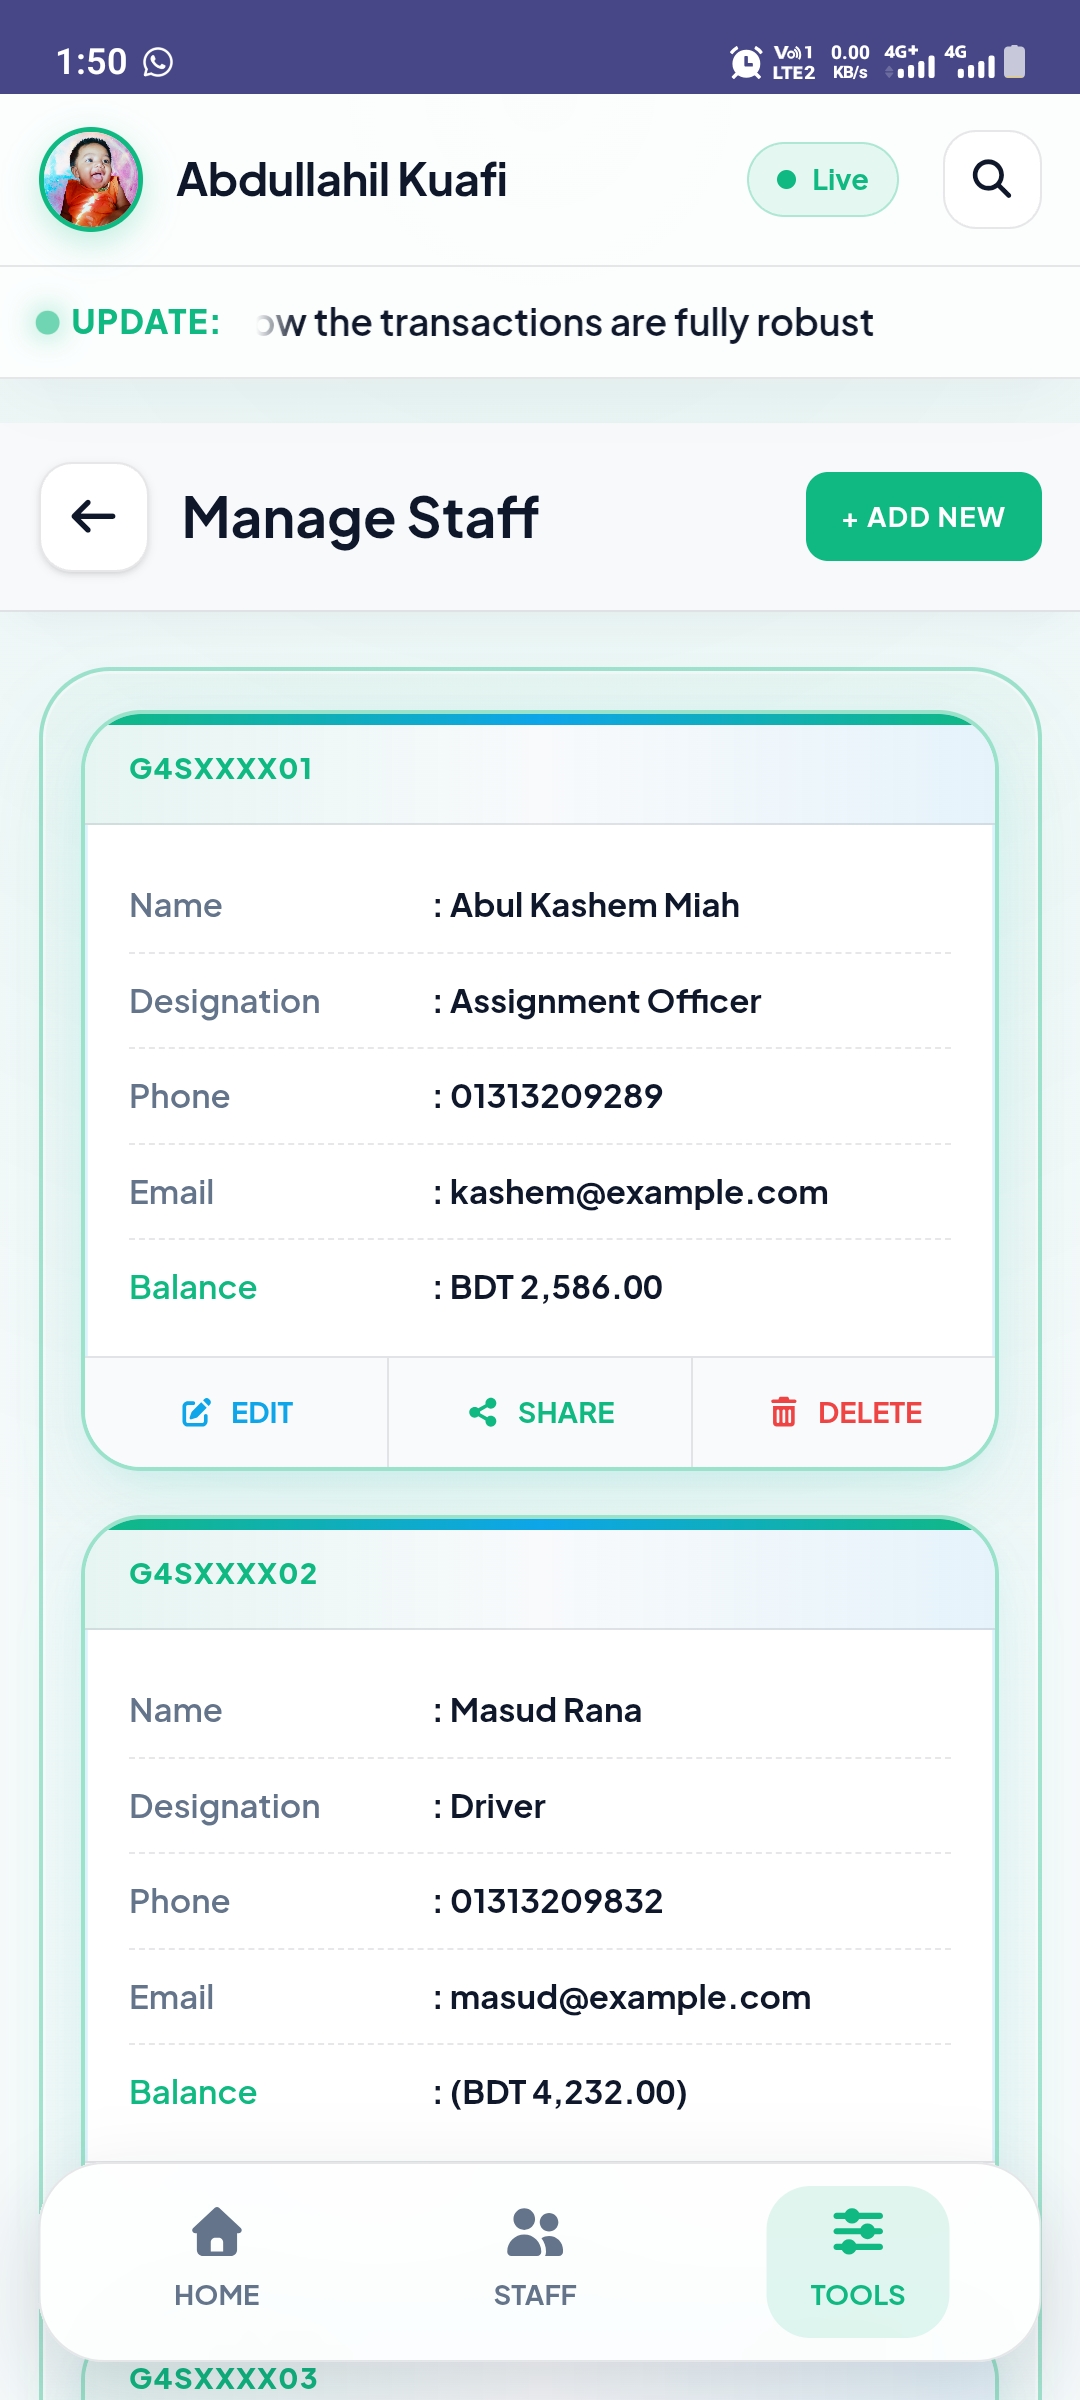 1:50
Vo)) 1
LTE2
0.00
KB/s
4G+
4G
Abdullahil Kuafi
Live
UPDATE: ow the transactions are fully robust
Manage Staff
+ ADD NEW
G4SXXXX01
Name : Abul Kashem Miah
Designation : Assignment Officer
Phone : 01313209289
Email : kashem@example.com
Balance : BDT 2,586.00
EDIT SHARE DELETE
G4SXXXX02
Name : Masud Rana
Designation : Driver
Phone : 01313209832
Email : masud@example.com
Balance : (BDT 4,232.00)
HOME STAFF TOOLS
G4SXXXX03